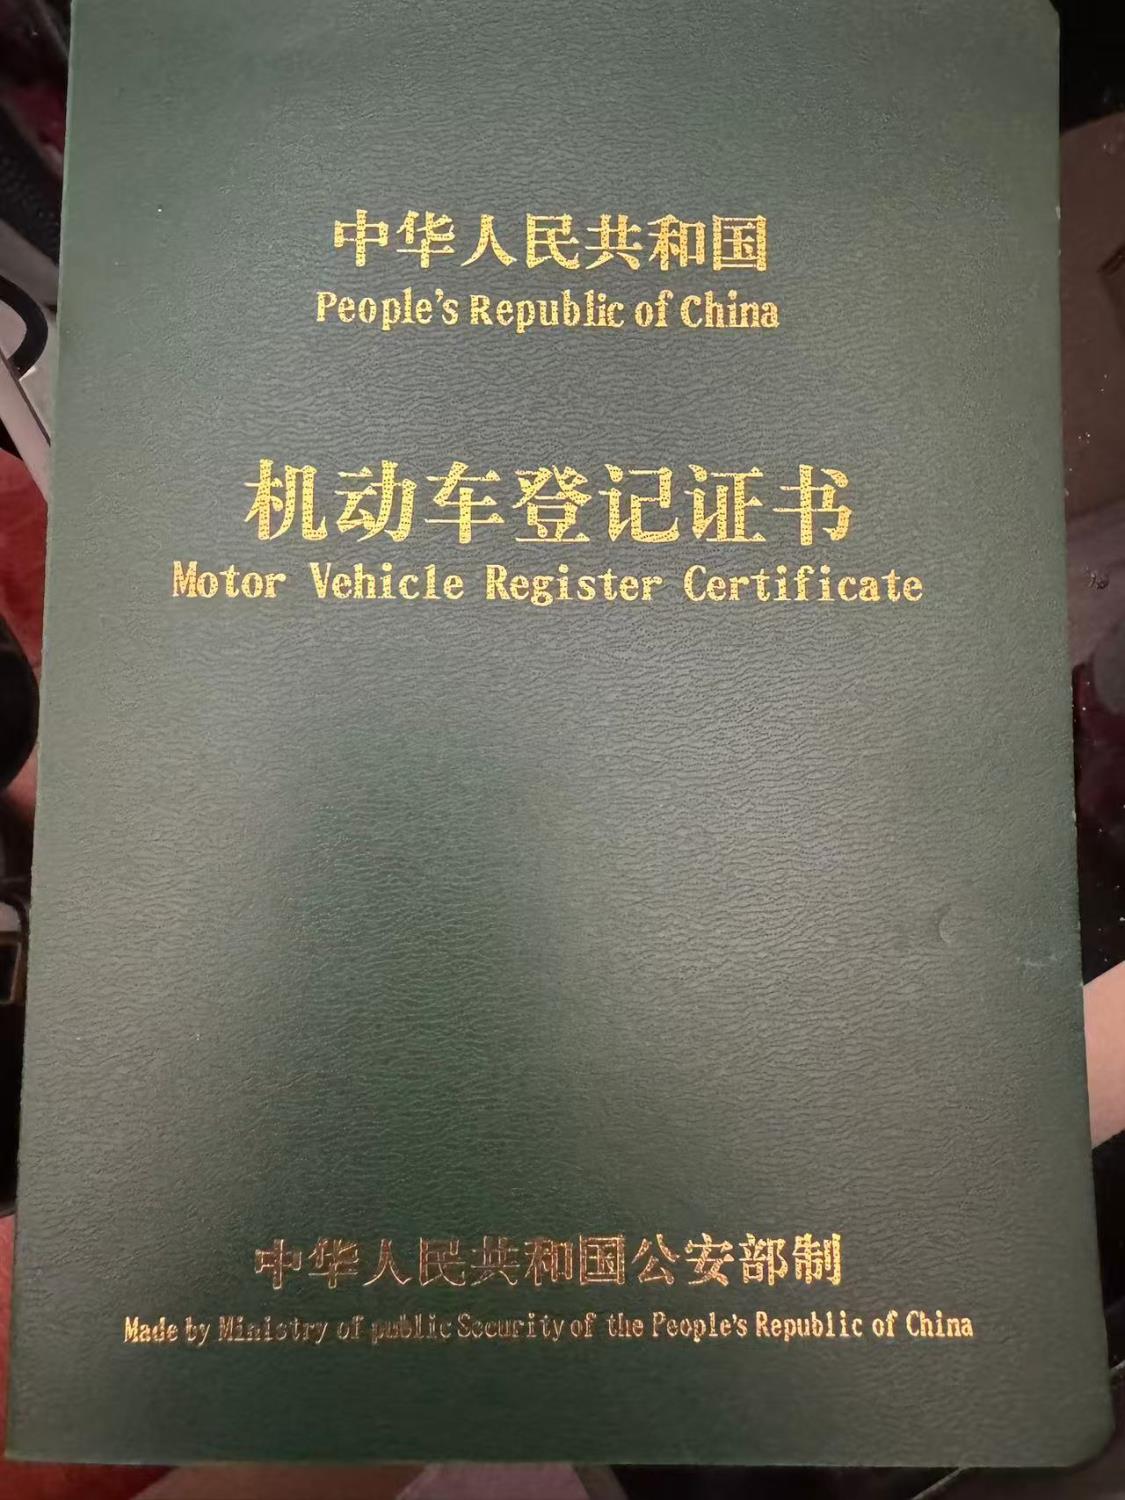 中华人民共和国
People's Republic of China
机动车登记证书
Motor Vehicle Register Certificate
中华人民共和国公安部制
Made by Ministry of public Security of the People's Republic of China